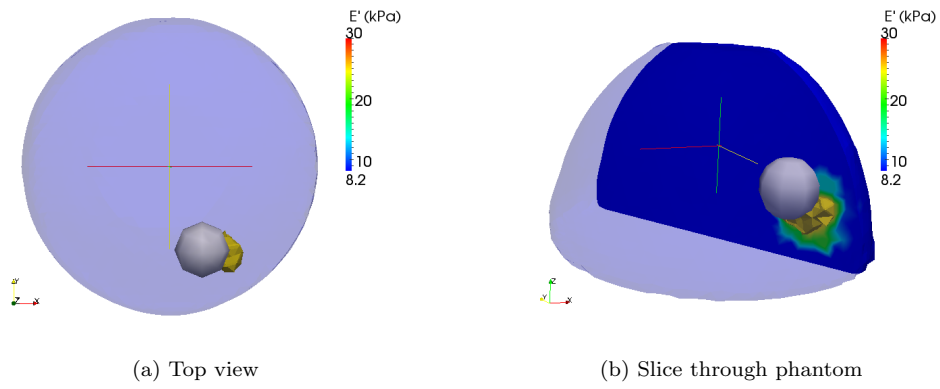 E' (kPa)
30
20
10
8.2
Y
Z
X
(a) Top view
E' (kPa)
30
20
10
8.2
Z
Y
X
(b) Slice through phantom